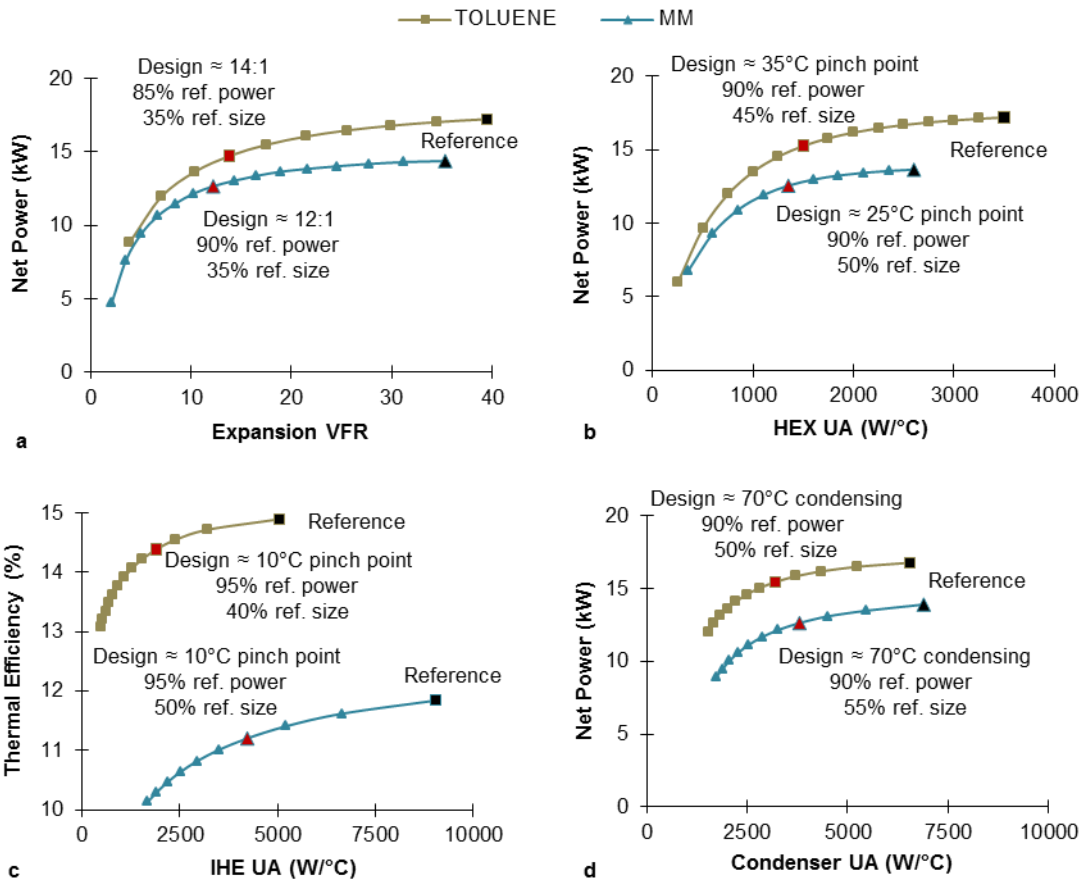 TOLUENE
MM
Design ≈ 14:1
85% ref. power
35% ref. size
Reference
Design ≈ 12:1
90% ref. power
35% ref. size
Net Power (kW)
20
15
10
5
0
0
10
20
30
40
Expansion VFR
a
Design ≈ 35°C pinch point
90% ref. power
45% ref. size
Reference
Design ≈ 25°C pinch point
90% ref. power
50% ref. size
Net Power (kW)
20
15
10
5
0
0
1000
2000
3000
4000
HEX UA (W/°C)
b
Reference
Design ≈ 10°C pinch point
95% ref. power
40% ref. size
Design ≈ 10°C pinch point
95% ref. power
50% ref. size
Reference
Thermal Efficiency (%)
15
14
13
12
11
10
0
2500
5000
7500
10000
IHE UA (W/°C)
c
Design ≈ 70°C condensing
90% ref. power
50% ref. size
Reference
Design ≈ 70°C condensing
90% ref. power
55% ref. size
Net Power (kW)
20
15
10
5
0
0
2500
5000
7500
10000
Condenser UA (W/°C)
d